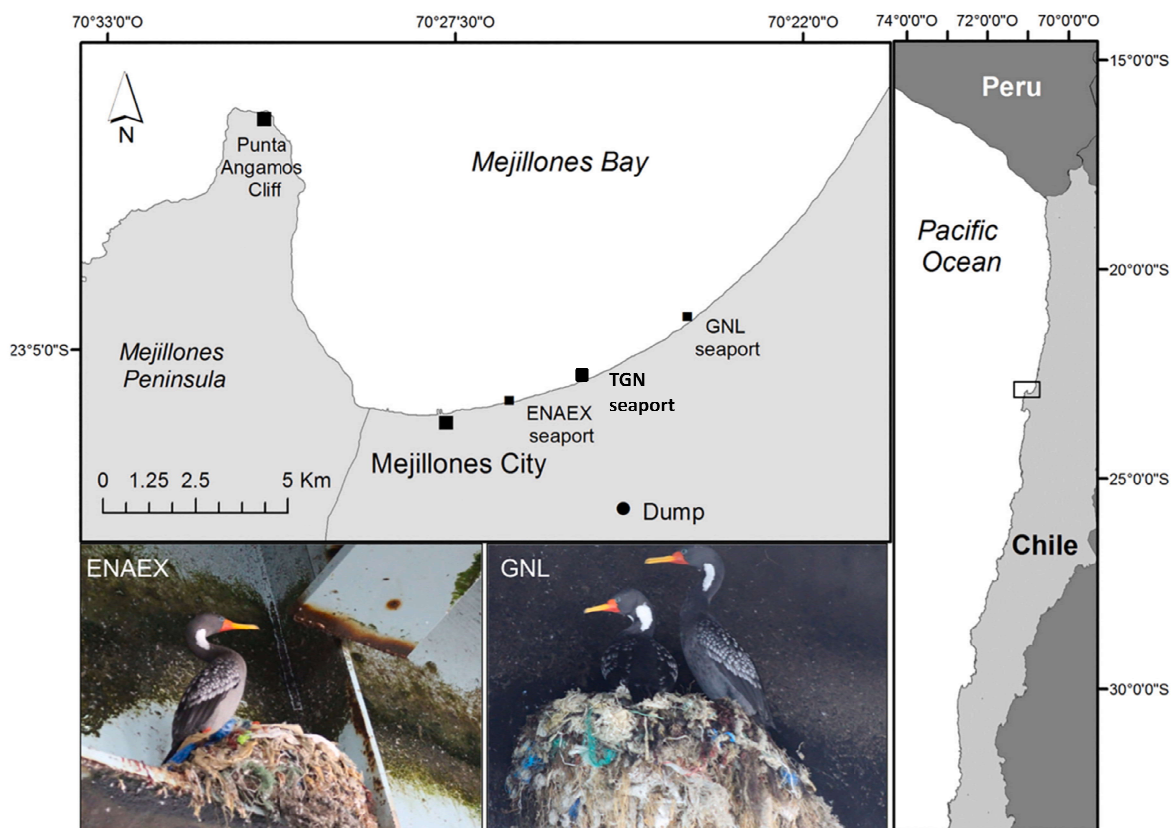 70°33'0"O
70°27'30"O
70°22'0"O
74°0'0"O
72°0'0"O
70°0'0"O
N
Punta
Angamos
Cliff
Mejillones Bay
Mejillones
Peninsula
23°5'0"S
GNL
seaport
TGN
seaport
ENAEX
seaport
Mejillones City
0 1.25 2.5 5 Km
Dump
Peru
Pacific
Ocean
Chile
15°0'0"S
20°0'0"S
25°0'0"S
30°0'0"S
ENAEX
GNL